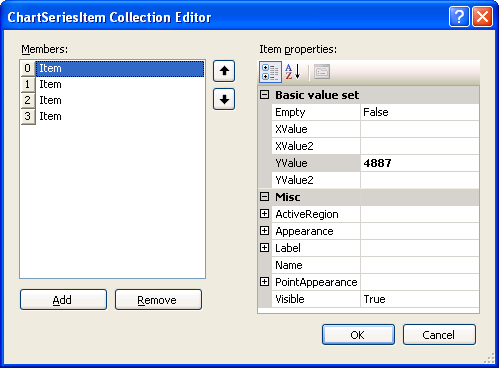 ChartSeriesItem Collection Editor
Members:
0 Item
1 Item
2 Item
3 Item
Add Remove
Item properties:
Basic value set
Empty False
XValue
XValue2
YValue 4887
YValue2
Misc
ActiveRegion
Appearance
Label
Name
PointAppearance
Visible True
OK Cancel